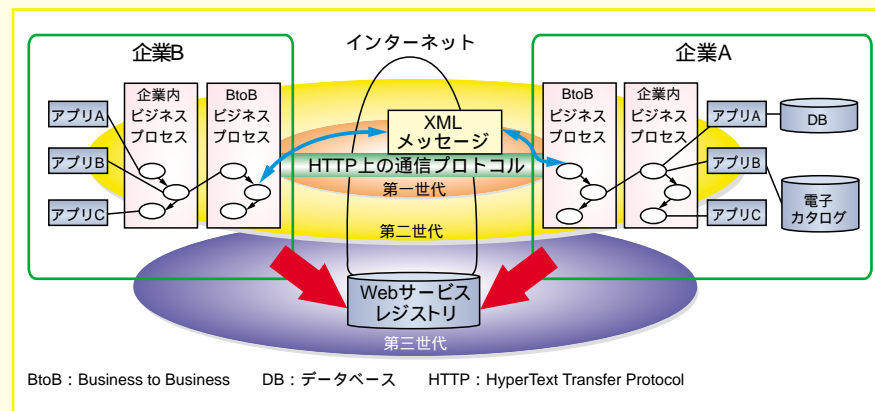 企業B
インターネット
企業A
アプリA
アプリB
アプリC
企業内
ビジネス
プロセス
BtoB
ビジネス
プロセス
XML
メッセージ
HTTP上の通信プロトコル
第一世代
第二世代
BtoB
ビジネス
プロセス
企業内
ビジネス
プロセス
アプリA
アプリB
アプリC
DB
電子
カタログ
Webサービス
レジストリ
第三世代
BtoB：Business to Business DB：データベース HTTP：HyperText Transfer Protocol